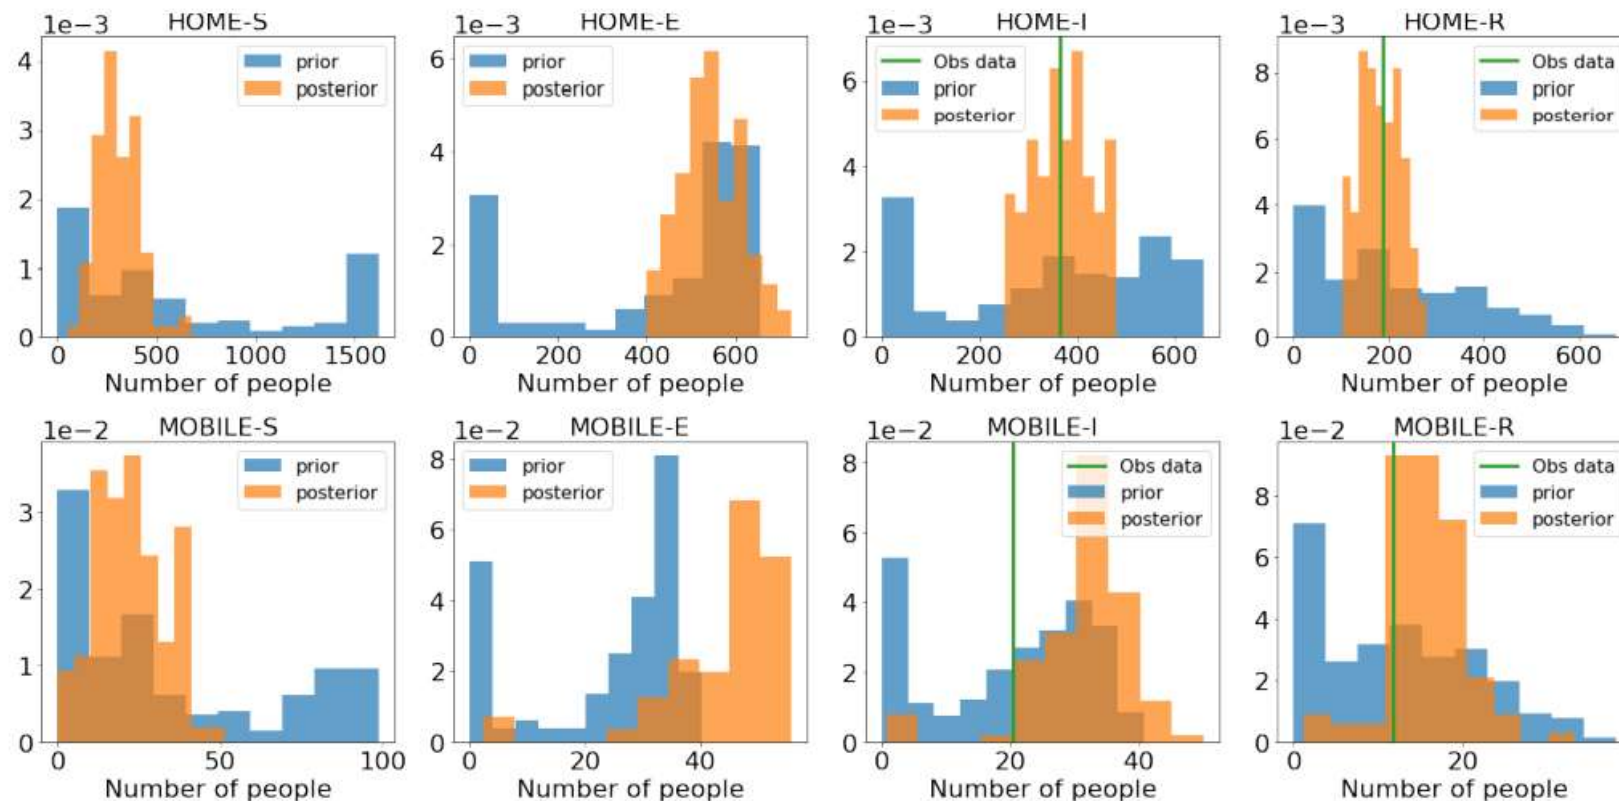 1e−3 HOME-S
prior
posterior
4
3
2
1
0
0 500 1000 1500
Number of people
1e−3 HOME-E
prior
posterior
6
4
2
0
0 200 400 600
Number of people
1e−3 HOME-I
Obs data
prior
posterior
6
4
2
0
0 200 400 600
Number of people
1e−3 HOME-R
Obs data
prior
posterior
8
6
4
2
0
0 200 400 600
Number of people
1e−2 MOBILE-S
prior
posterior
3
2
1
0
0 50 100
Number of people
1e−2 MOBILE-E
prior
posterior
8
6
4
2
0
0 20 40
Number of people
1e−2 MOBILE-I
Obs data
prior
posterior
8
6
4
2
0
0 20 40
Number of people
1e−2 MOBILE-R
Obs data
prior
posterior
8
6
4
2
0
0 20
Number of people